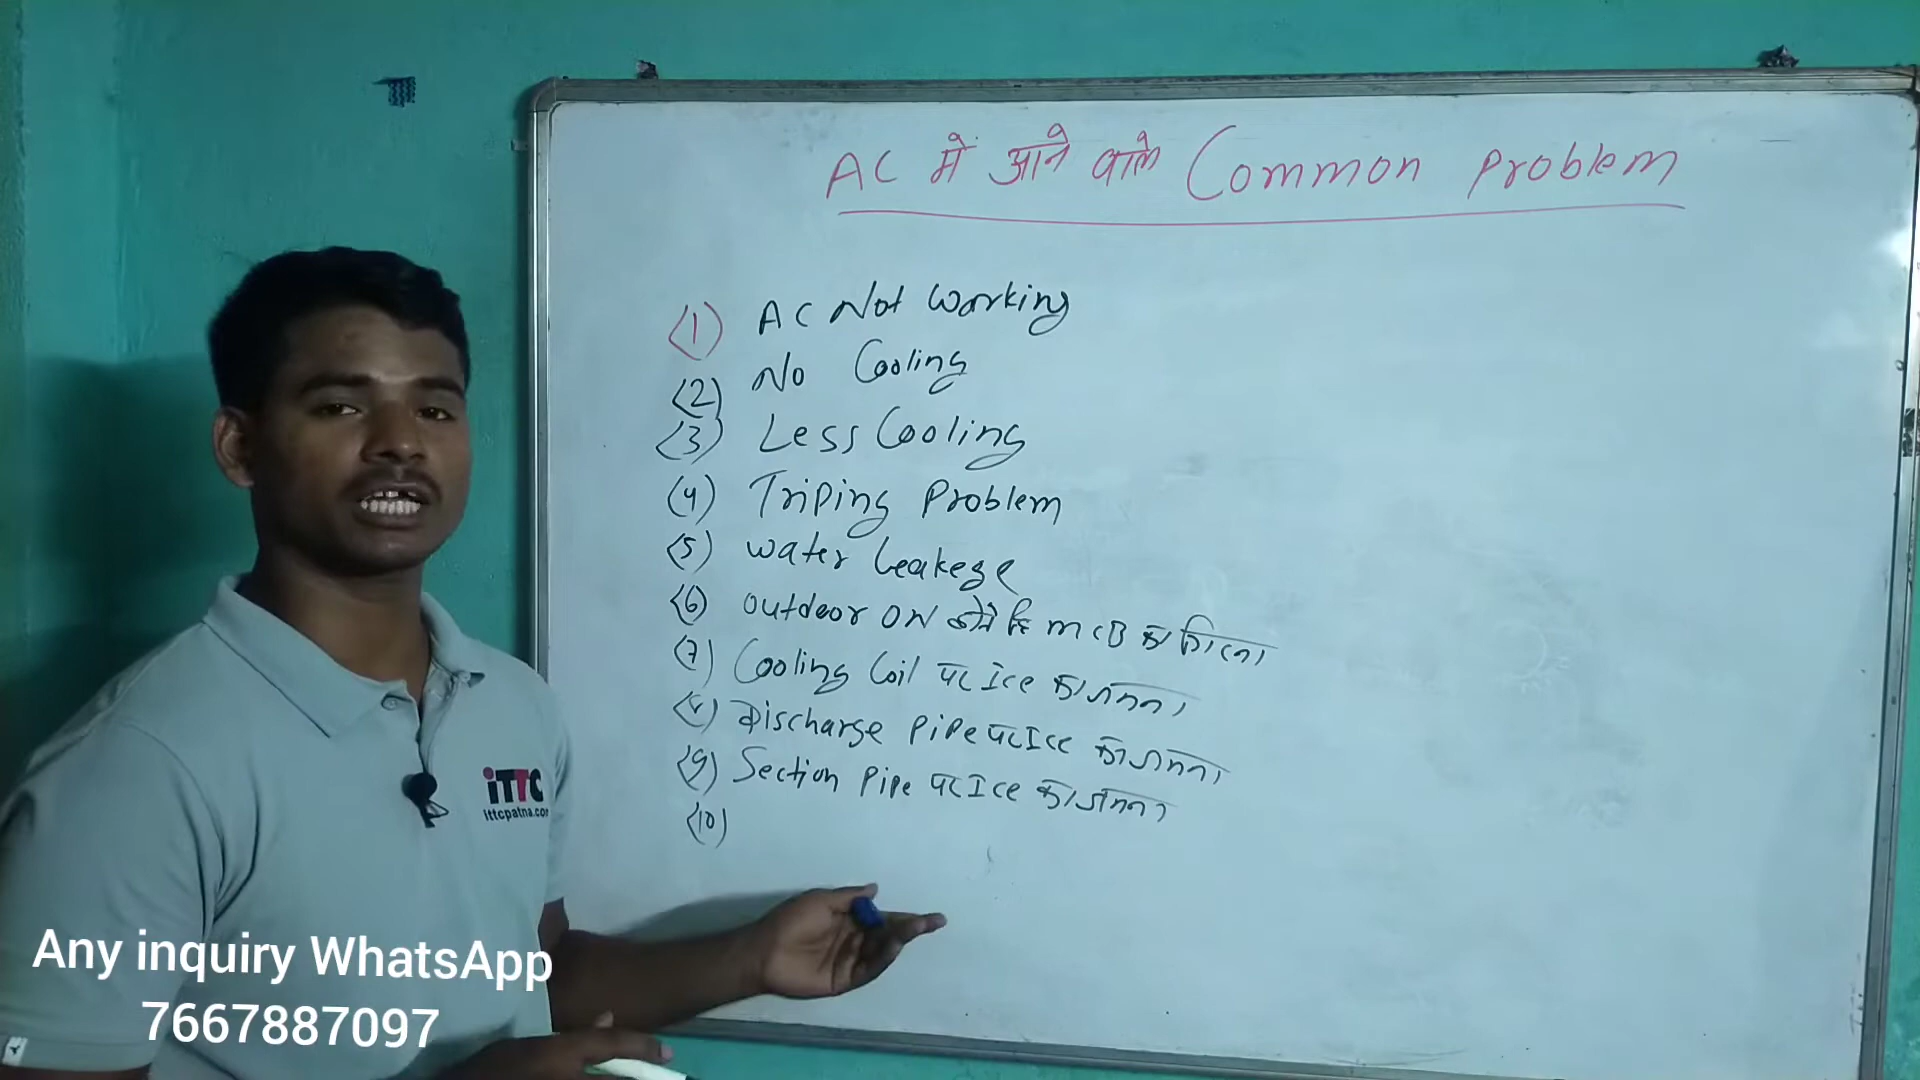 AC में आने वाले Common Problem
(1) AC Not Working
(2) No Cooling
(3) Less Cooling
(4) Triping Problem
(5) water Leakege
(6) outdoor ON होने के MCB का गिरना
(7) Cooling Coil पर Ice का जमना
(8) Discharge Pipe पर Ice का जमना
(9) Section Pipe पर Ice का जमना
(10)
iTTC
ittcpatna.co
Any inquiry WhatsApp
7667887097